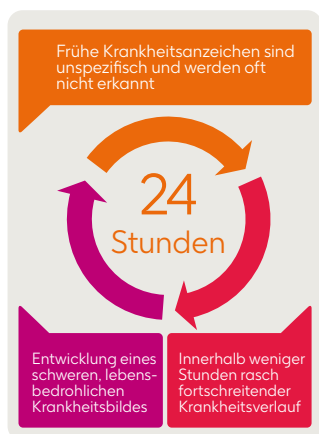 Frühe Krankheitsanzeichen sind
unspezifisch und werden oft
nicht erkannt
24
Stunden
Entwicklung eines
schweren, lebens-
bedrohlichen
Krankheitsbildes
Innerhalb weniger
Stunden rasch
fortschreitender
Krankheitsverlauf